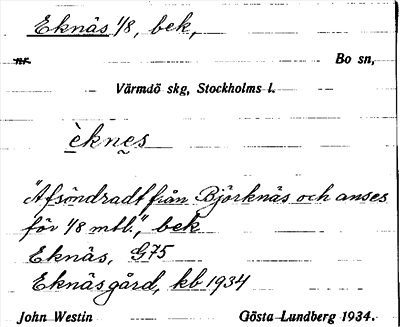 Eknäs 1/8, bek,
nr. Bo sn,
Värmdö skg, Stockholms l.
èknes
"Afsöndradt från Björknäs och anses
för 1/8 mtl.", bek
Eknäs, G75
Eknäsgård, kb 1934
John Westin Gösta Lundberg 1934.